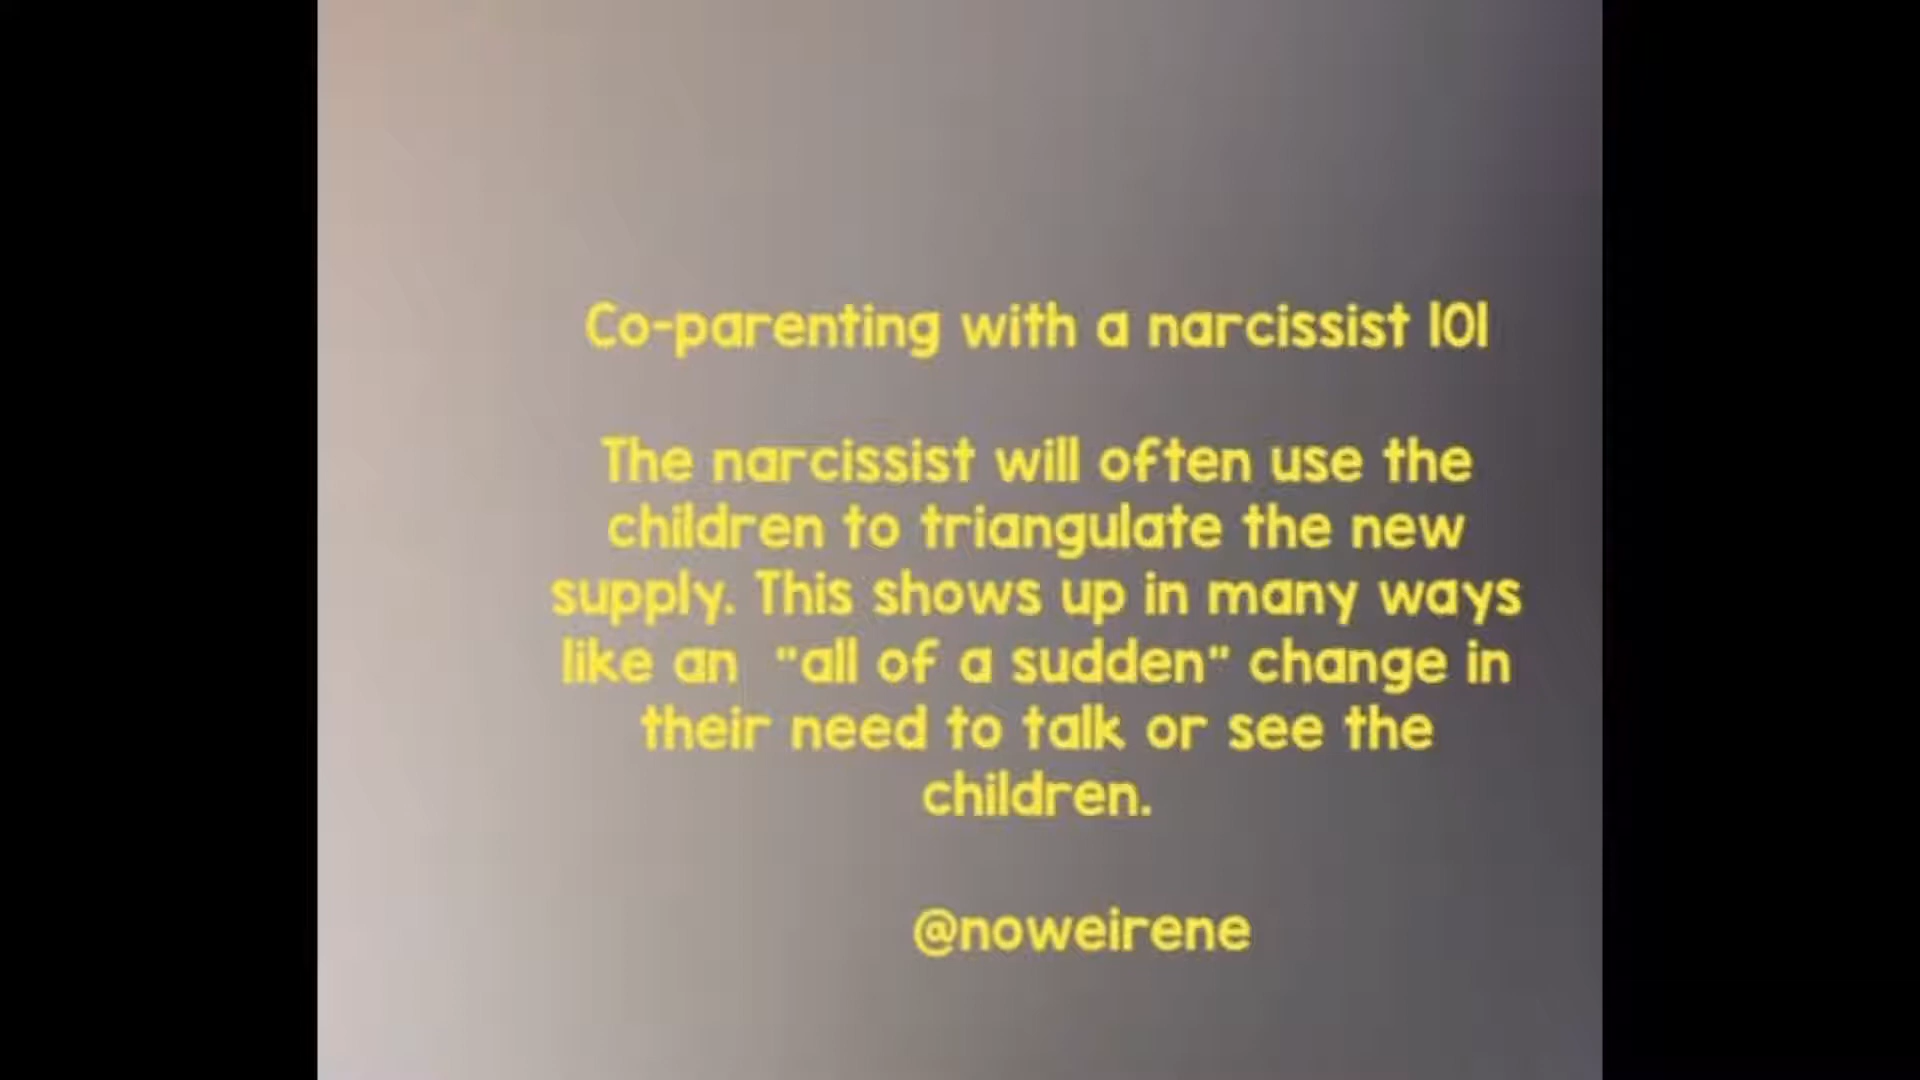 Co-parenting with a narcissist 101
The narcissist will often use the
children to triangulate the new
supply. This shows up in many ways
like an  "all of a sudden" change in
their need to talk or see the
children.
@noweirene